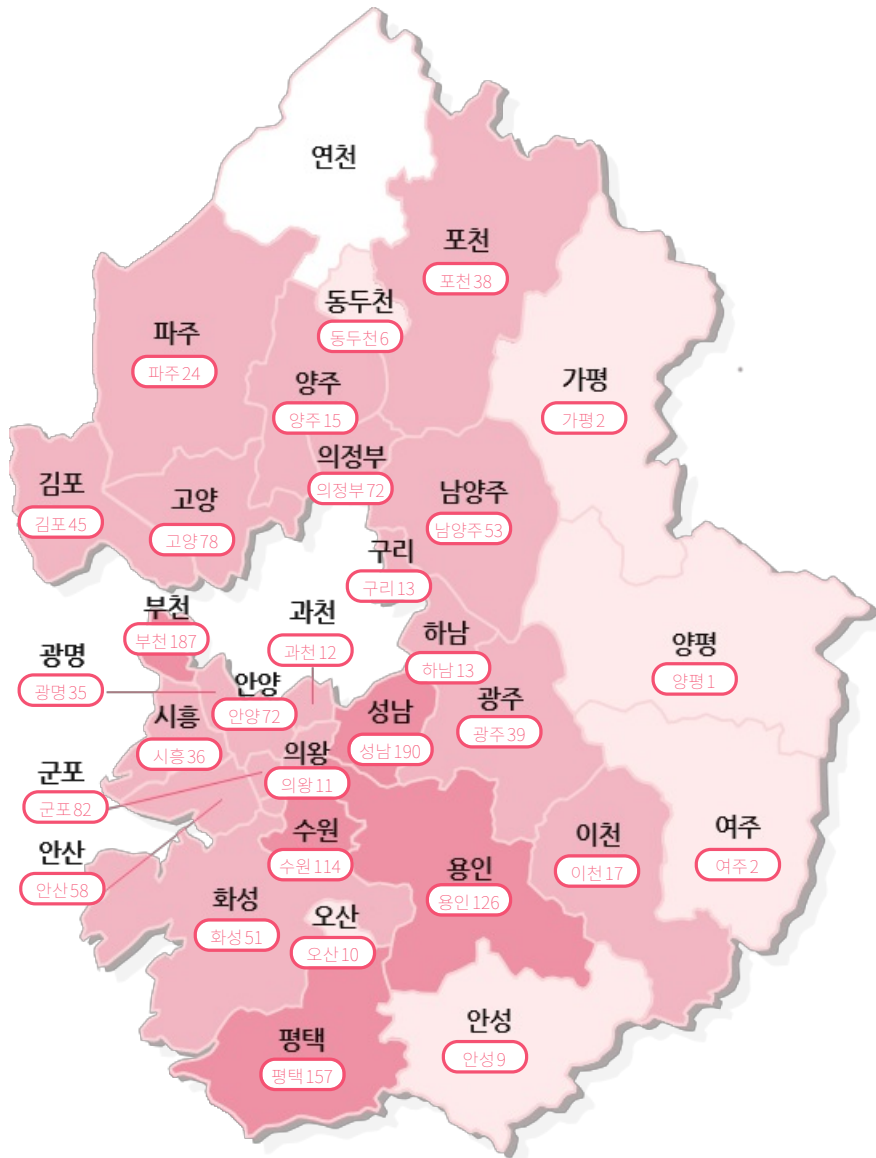 연천
포천
포천38
동두천
동두천6
파주
파주24
양주
양주15
가평
가평2
의정부
의정부72
김포
김포45
고양
고양78
남양주
남양주53
구리
구리13
부천
부천187
과천
과천12
하남
하남13
양평
양평1
광명
광명35
안양
안양72
시흥
시흥36
성남
성남190
광주
광주39
의왕
의왕11
군포
군포82
수원
수원114
이천
이천17
여주
여주2
안산
안산58
용인
용인126
화성
화성51
오산
오산10
안성
안성9
평택
평택157